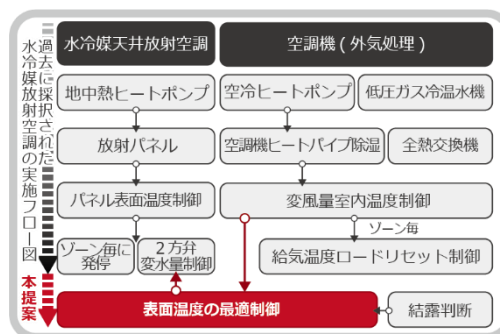 過去に採択された
水冷媒放射空調の実施フロー図
本提案
水冷媒天井放射空調
空調機(外気処理)
地中熱ヒートポンプ
空冷ヒートポンプ
低圧ガス冷温水機
放射パネル
空調機ヒートパイプ除湿
全熱交換機
パネル表面温度制御
変風量室内温度制御
ゾーン毎
ゾーン毎に
発停
2方弁
変水量制御
給気温度ロードリセット制御
表面温度の最適制御
結露判断